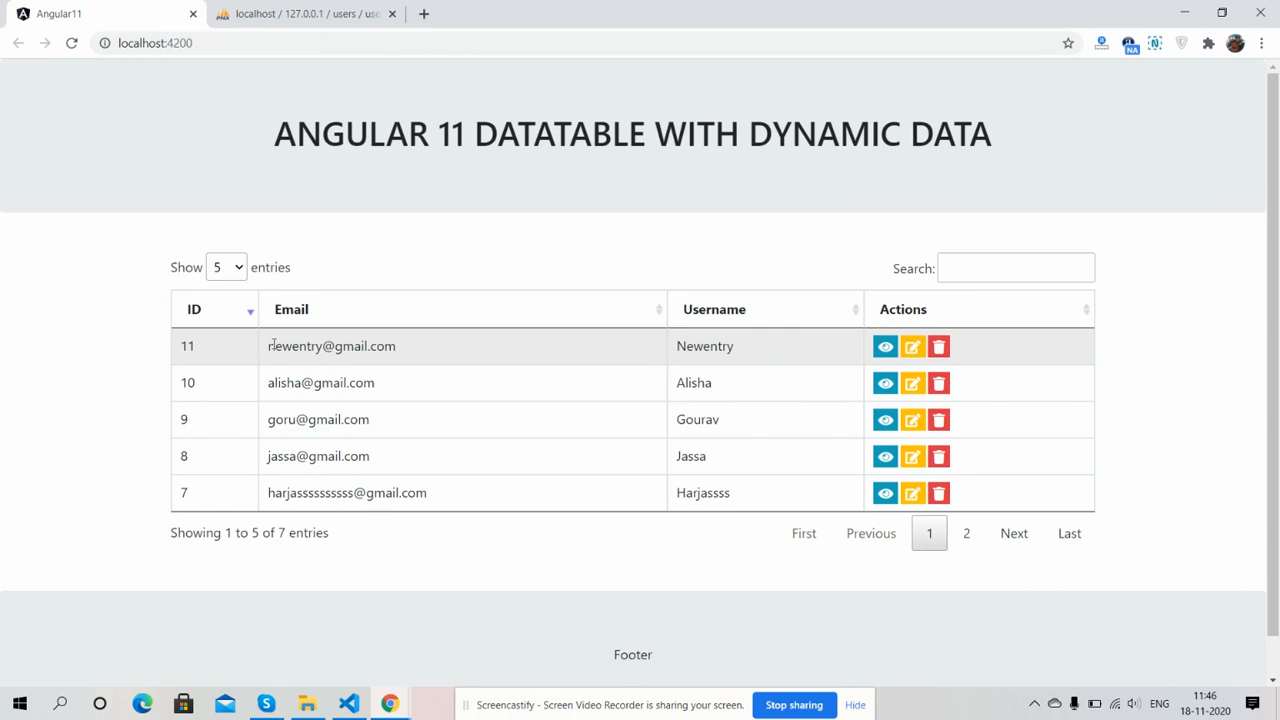 Angular11
localhost / 127.0.0.1 / users / use
localhost:4200
NA
ANGULAR 11 DATATABLE WITH DYNAMIC DATA
Show 5 entries
Search:
ID Email Username Actions
11 newentry@gmail.com Newentry
10 alisha@gmail.com Alisha
9 goru@gmail.com Gourav
8 jassa@gmail.com Jassa
7 harjassssssssss@gmail.com Harjassss
Showing 1 to 5 of 7 entries
First Previous 1 2 Next Last
Footer
Screencastify - Screen Video Recorder is sharing your screen. Stop sharing Hide
ENG
11:46
18-11-2020